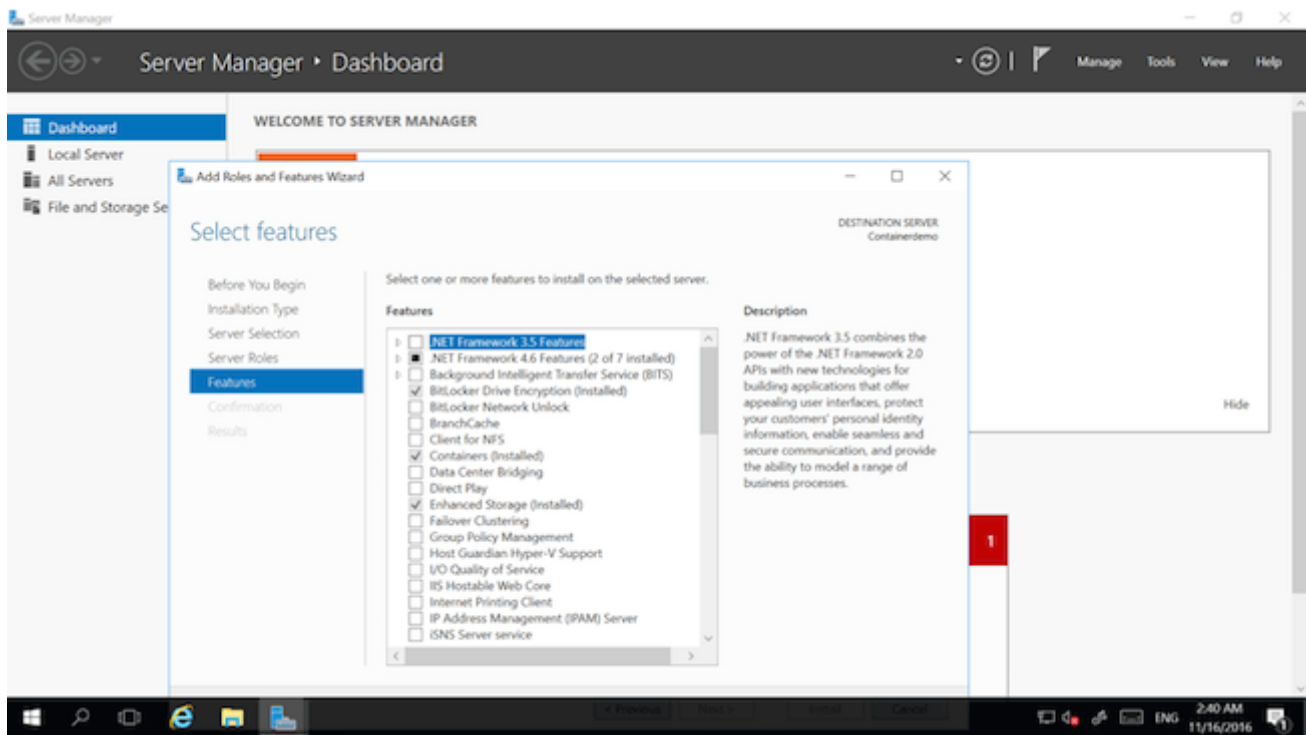 Server Manager
Server Manager • Dashboard
Manage Tools View Help
Dashboard
Local Server
All Servers
File and Storage Se
WELCOME TO SERVER MANAGER
Add Roles and Features Wizard
Select features
DESTINATION SERVER
Containerdemo
Before You Begin
Installation Type
Server Selection
Server Roles
Features
Confirmation
Results
Select one or more features to install on the selected server.
Features
.NET Framework 3.5 Features
.NET Framework 4.6 Features (2 of 7 installed)
Background Intelligent Transfer Service (BITS)
BitLocker Drive Encryption (Installed)
BitLocker Network Unlock
BranchCache
Client for NFS
Containers (Installed)
Data Center Bridging
Direct Play
Enhanced Storage (Installed)
Failover Clustering
Group Policy Management
Host Guardian Hyper-V Support
I/O Quality of Service
IIS Hostable Web Core
Internet Printing Client
IP Address Management (IPAM) Server
iSNS Server service
Description
.NET Framework 3.5 combines the
power of the .NET Framework 2.0
APIs with new technologies for
building applications that offer
appealing user interfaces, protect
your customers' personal identity
information, enable seamless and
secure communication, and provide
the ability to model a range of
business processes.
Hide
1
< Previous Next > Install Cancel
ENG
2:40 AM
11/16/2016
1